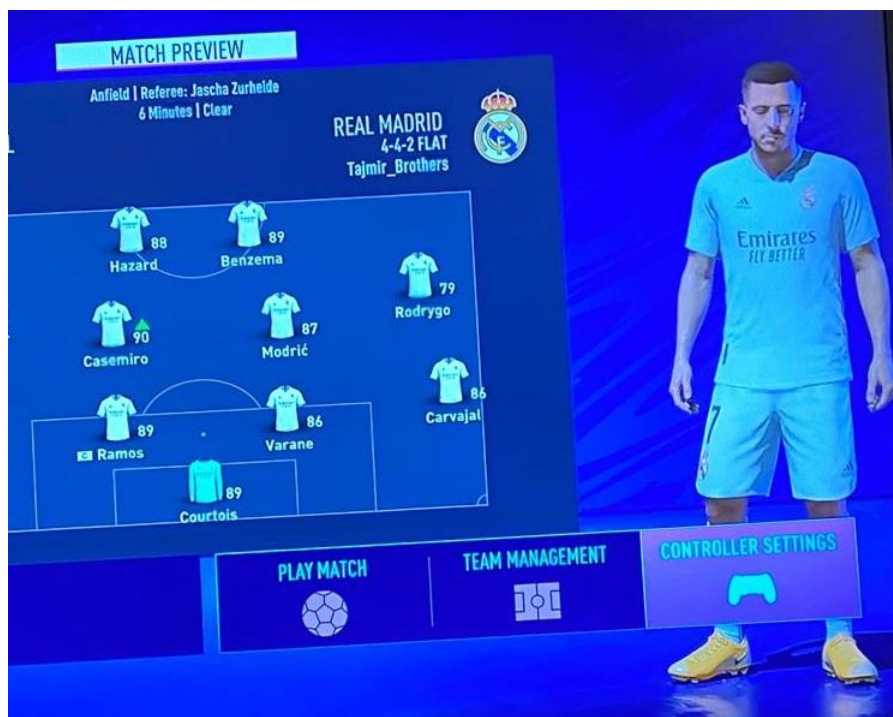 MATCH PREVIEW
Anfield | Referee: Jascha Zurheide
6 Minutes | Clear
REAL MADRID
4-4-2 FLAT
Tajmir_Brothers
88
Hazard
89
Benzema
79
Rodrygo
90
Casemiro
87
Modrić
86
Carvajal
89
C Ramos
86
Varane
89
Courtois
Emirates
FLY BETTER
7
PLAY MATCH
TEAM MANAGEMENT
CONTROLLER SETTINGS